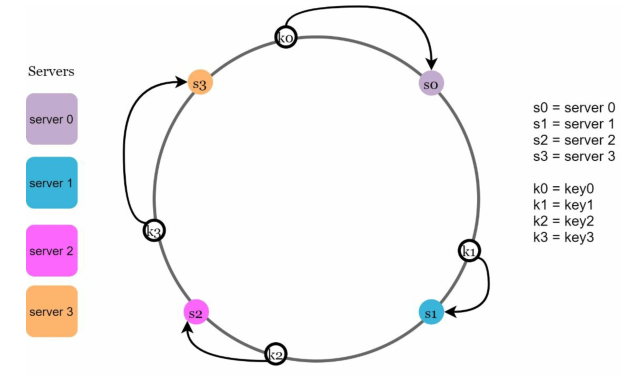 Servers
server 0
server 1
server 2
server 3
k0
s0
s3
k3
k1
s2
s1
k2
s0 = server 0
s1 = server 1
s2 = server 2
s3 = server 3
k0 = key0
k1 = key1
k2 = key2
k3 = key3